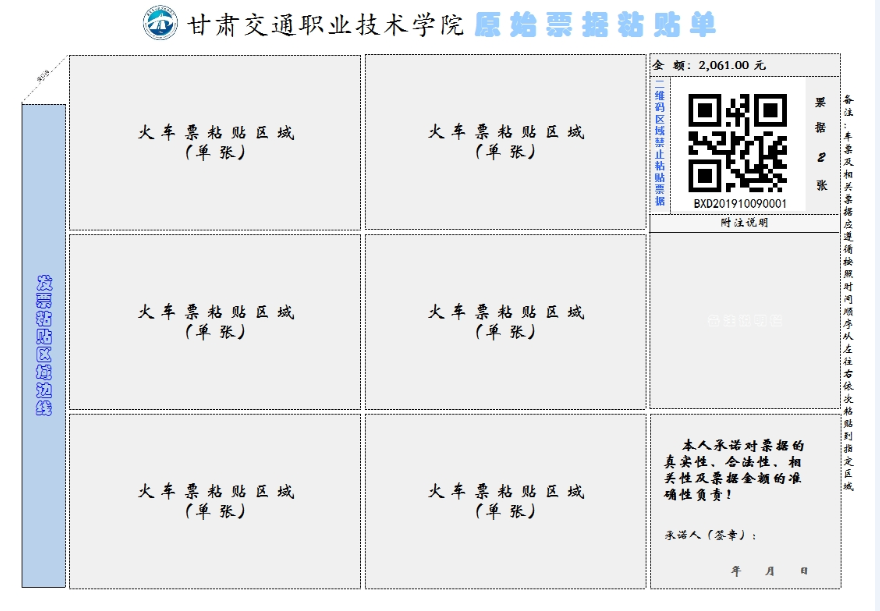 甘肃交通职业技术学院 原始票据粘贴单
金 额: 2,061.00 元
火车票粘贴区域
(单张)
火车票粘贴区域
(单张)
二维码区域禁止粘贴票据
票据 2 张
BXD201910090001
附注说明
备注:车票及相关票据应遵循按照时间顺序从左往右依次粘贴到指定区域
发票粘贴区域边线
火车票粘贴区域
(单张)
火车票粘贴区域
(单张)
火车票粘贴区域
(单张)
火车票粘贴区域
(单张)
本人承诺对票据的
真实性、合法性、相
关性及票据金额的准
确性负责!
承诺人(签章):
年 月 日